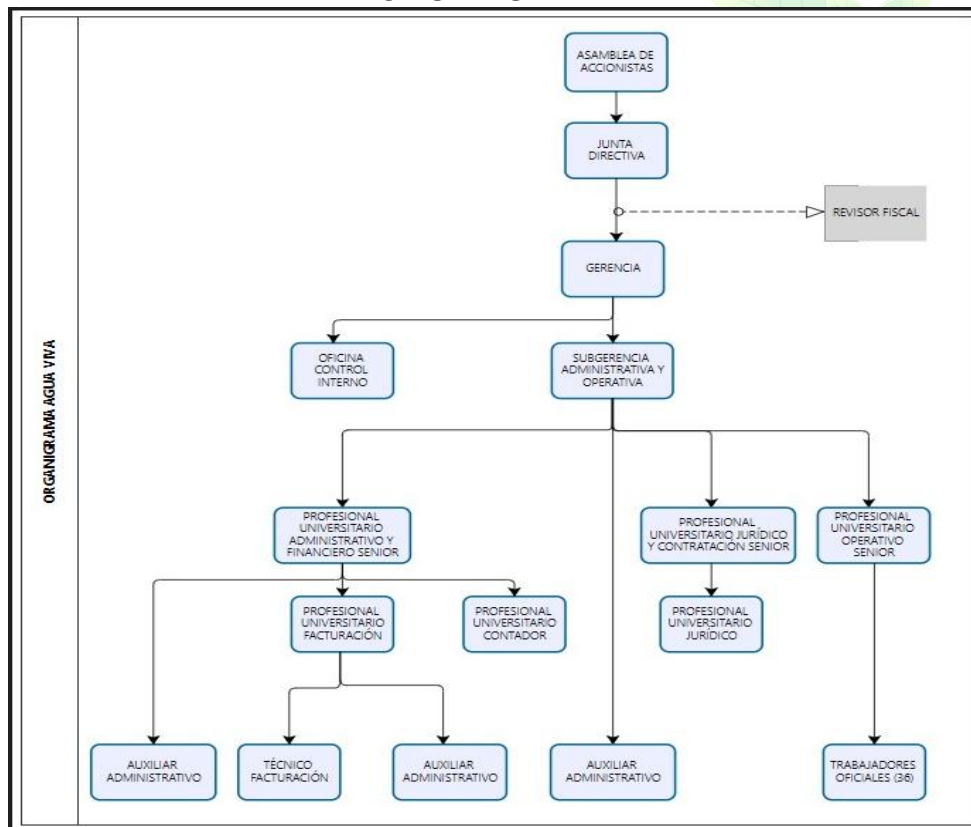 ORGANIGRAMA AGUA VIVA
ASAMBLEA DE
ACCIONISTAS
JUNTA
DIRECTIVA
REVISOR FISCAL
GERENCIA
OFICINA
CONTROL
INTERNO
SUBGERENCIA
ADMINISTRATIVA Y
OPERATIVA
PROFESIONAL
UNIVERSITARIO
ADMINISTRATIVO Y
FINANCIERO SENIOR
PROFESIONAL
UNIVERSITARIO JURÍDICO
Y CONTRATACIÓN SENIOR
PROFESIONAL
UNIVERSITARIO
OPERATIVO
SENIOR
PROFESIONAL
UNIVERSITARIO
FACTURACIÓN
PROFESIONAL
UNIVERSITARIO
CONTADOR
PROFESIONAL
UNIVERSITARIO
JURÍDICO
AUXILIAR
ADMINISTRATIVO
TÉCNICO
FACTURACIÓN
AUXILIAR
ADMINISTRATIVO
AUXILIAR
ADMINISTRATIVO
TRABAJADORES
OFICIALES (36)